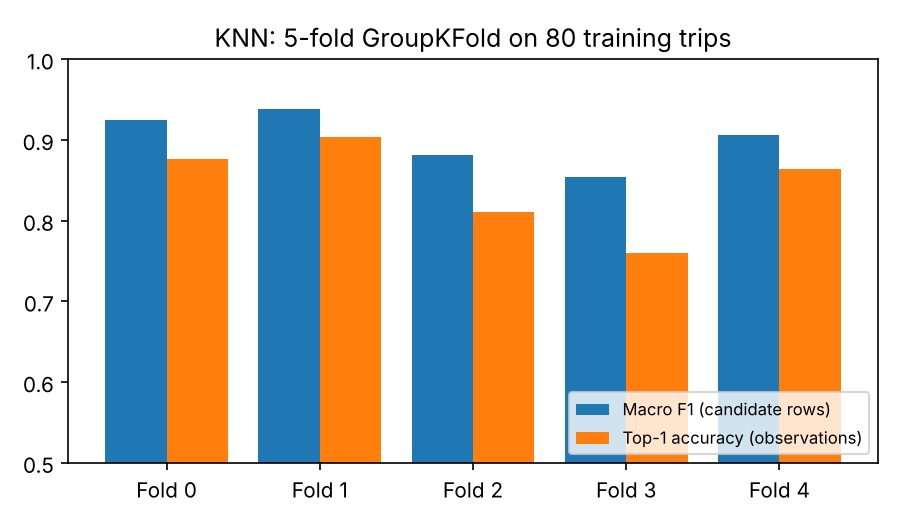 KNN: 5-fold GroupKFold on 80 training trips
1.0
0.9
0.8
0.7
0.6
0.5
Macro F1 (candidate rows)
Top-1 accuracy (observations)
Fold 0 Fold 1 Fold 2 Fold 3 Fold 4